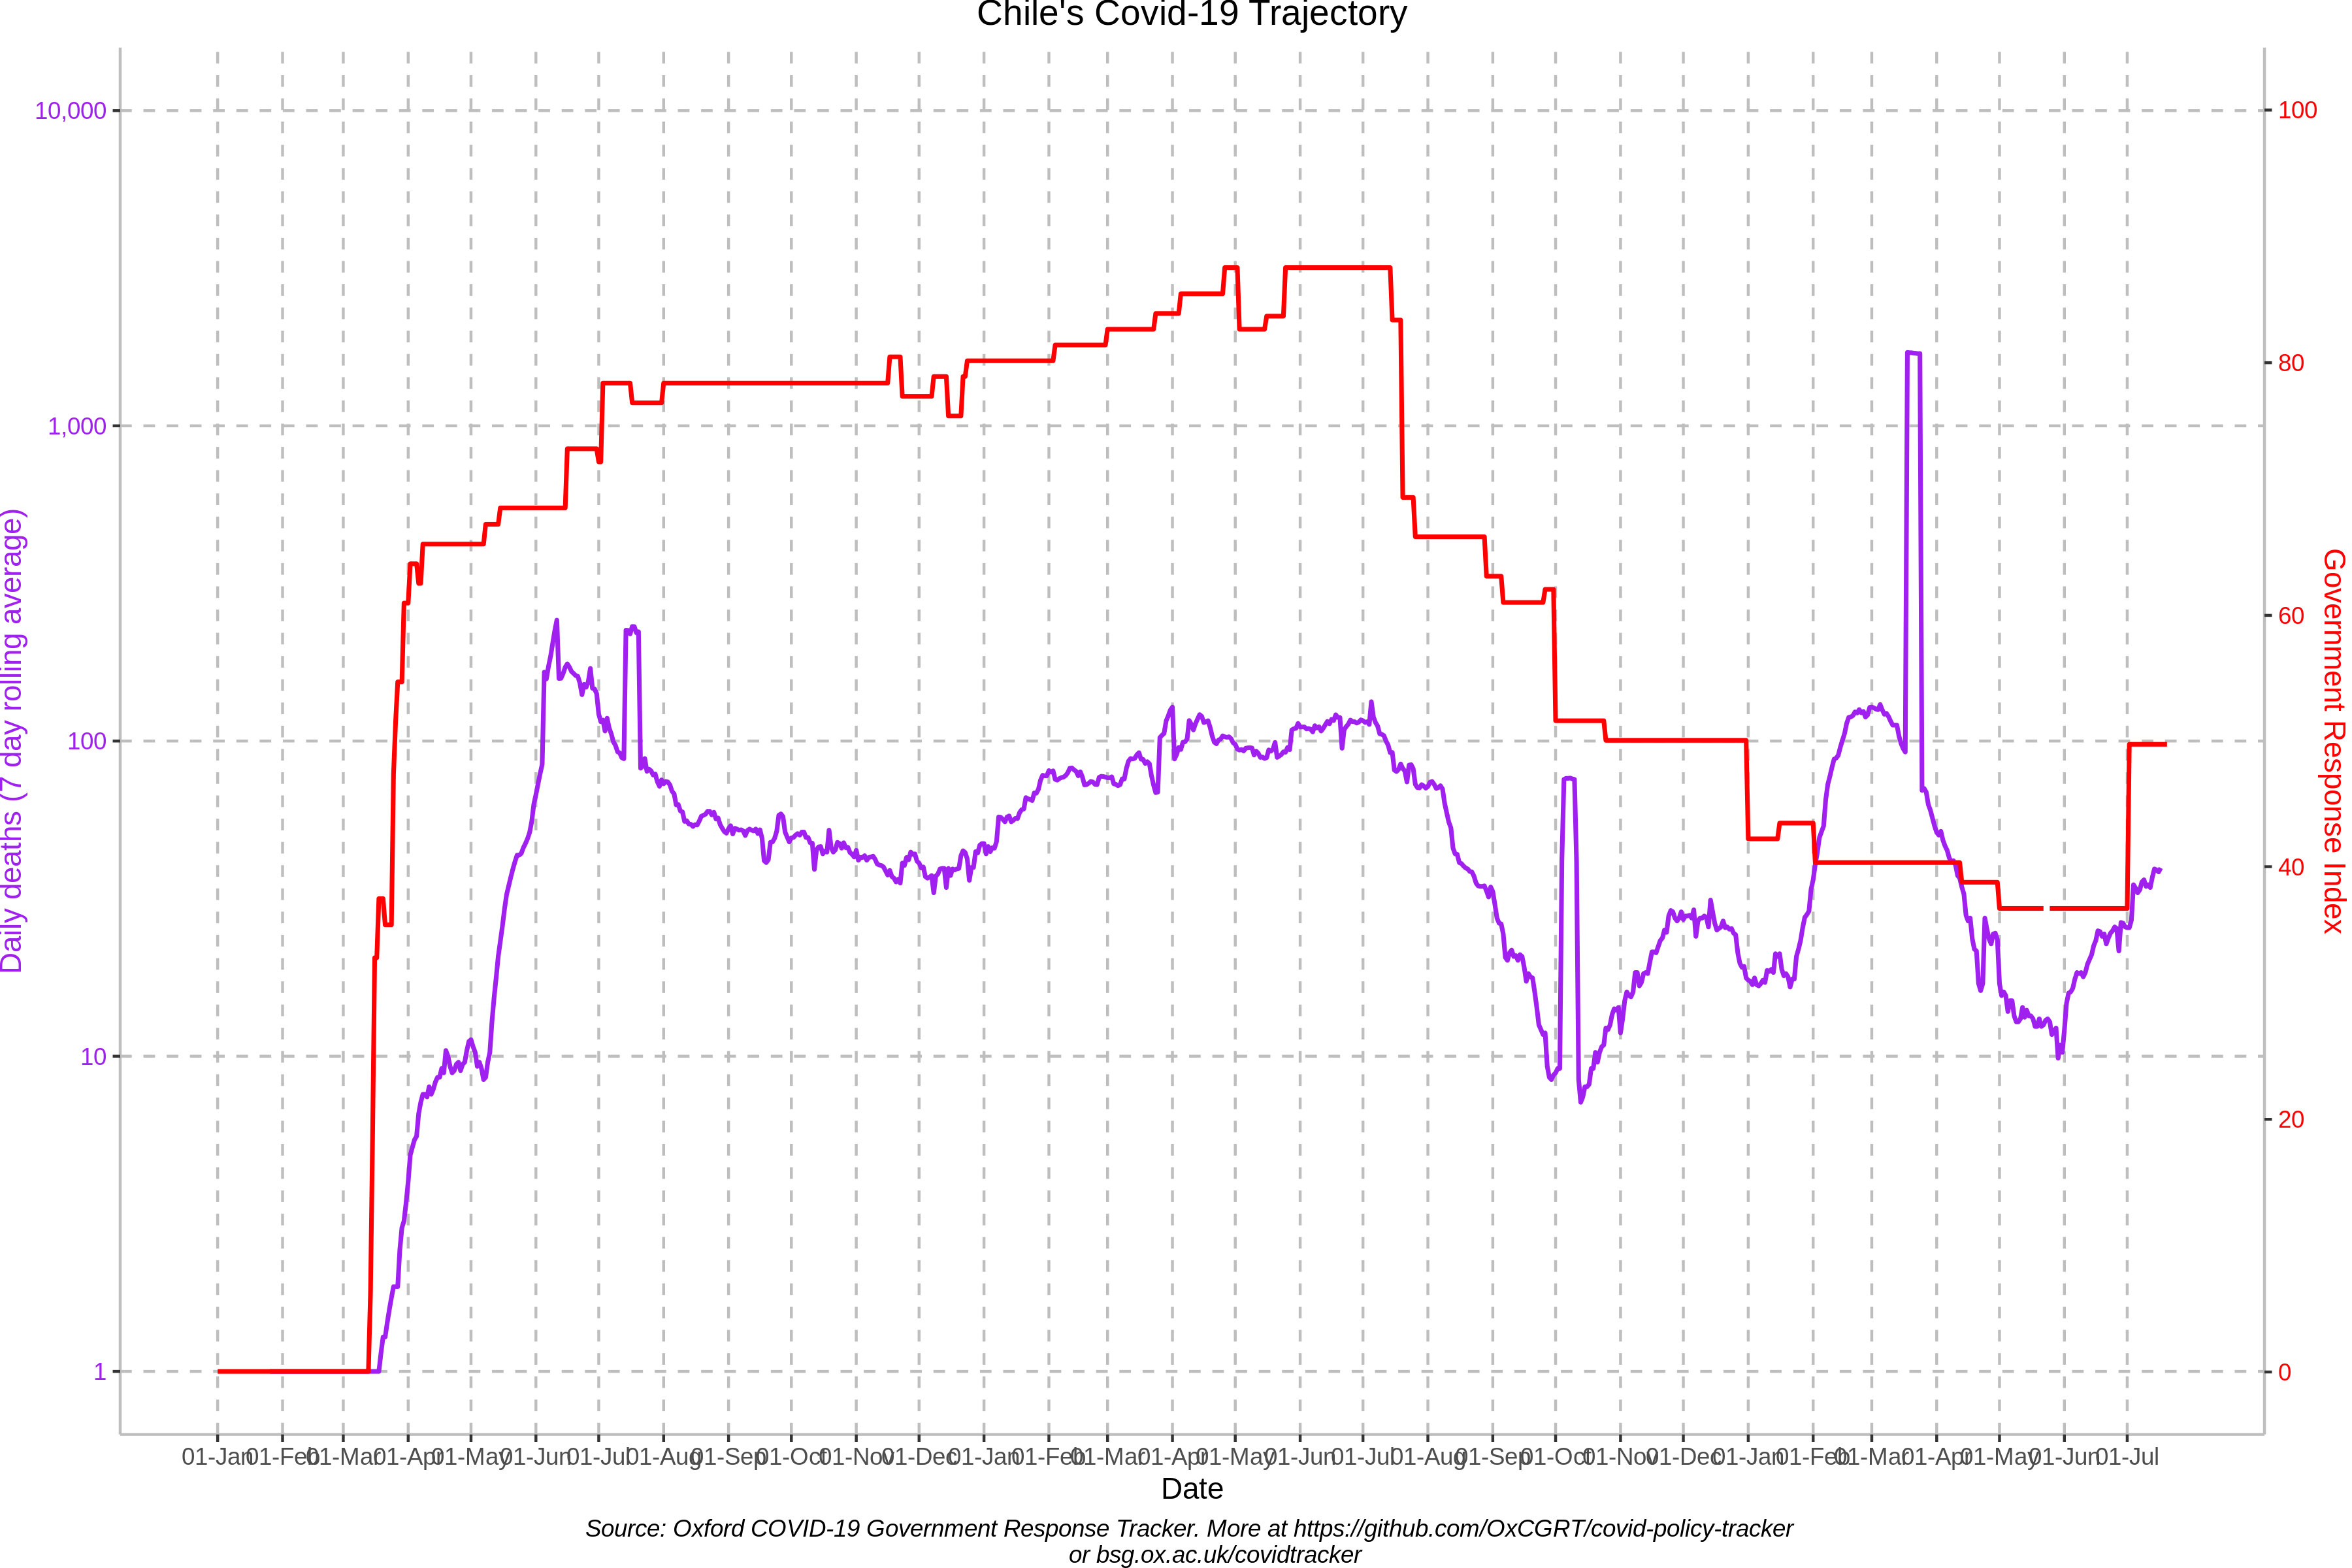 Chile's Covid-19 Trajectory
10,000
1,000
100
10
1
Daily deaths (7 day rolling average)
100
80
60
40
20
0
Government Response Index
01-Jan 01-Feb 01-Mar 01-Apr 01-May 01-Jun 01-Jul 01-Aug 01-Sep 01-Oct 01-Nov 01-Dec 01-Jan 01-Feb 01-Mar 01-Apr 01-May 01-Jun 01-Jul 01-Aug 01-Sep 01-Oct 01-Nov 01-Dec 01-Jan 01-Feb 01-Mar 01-Apr 01-May 01-Jun 01-Jul
Date
Source: Oxford COVID-19 Government Response Tracker. More at https://github.com/OxCGRT/covid-policy-tracker
or bsg.ox.ac.uk/covidtracker